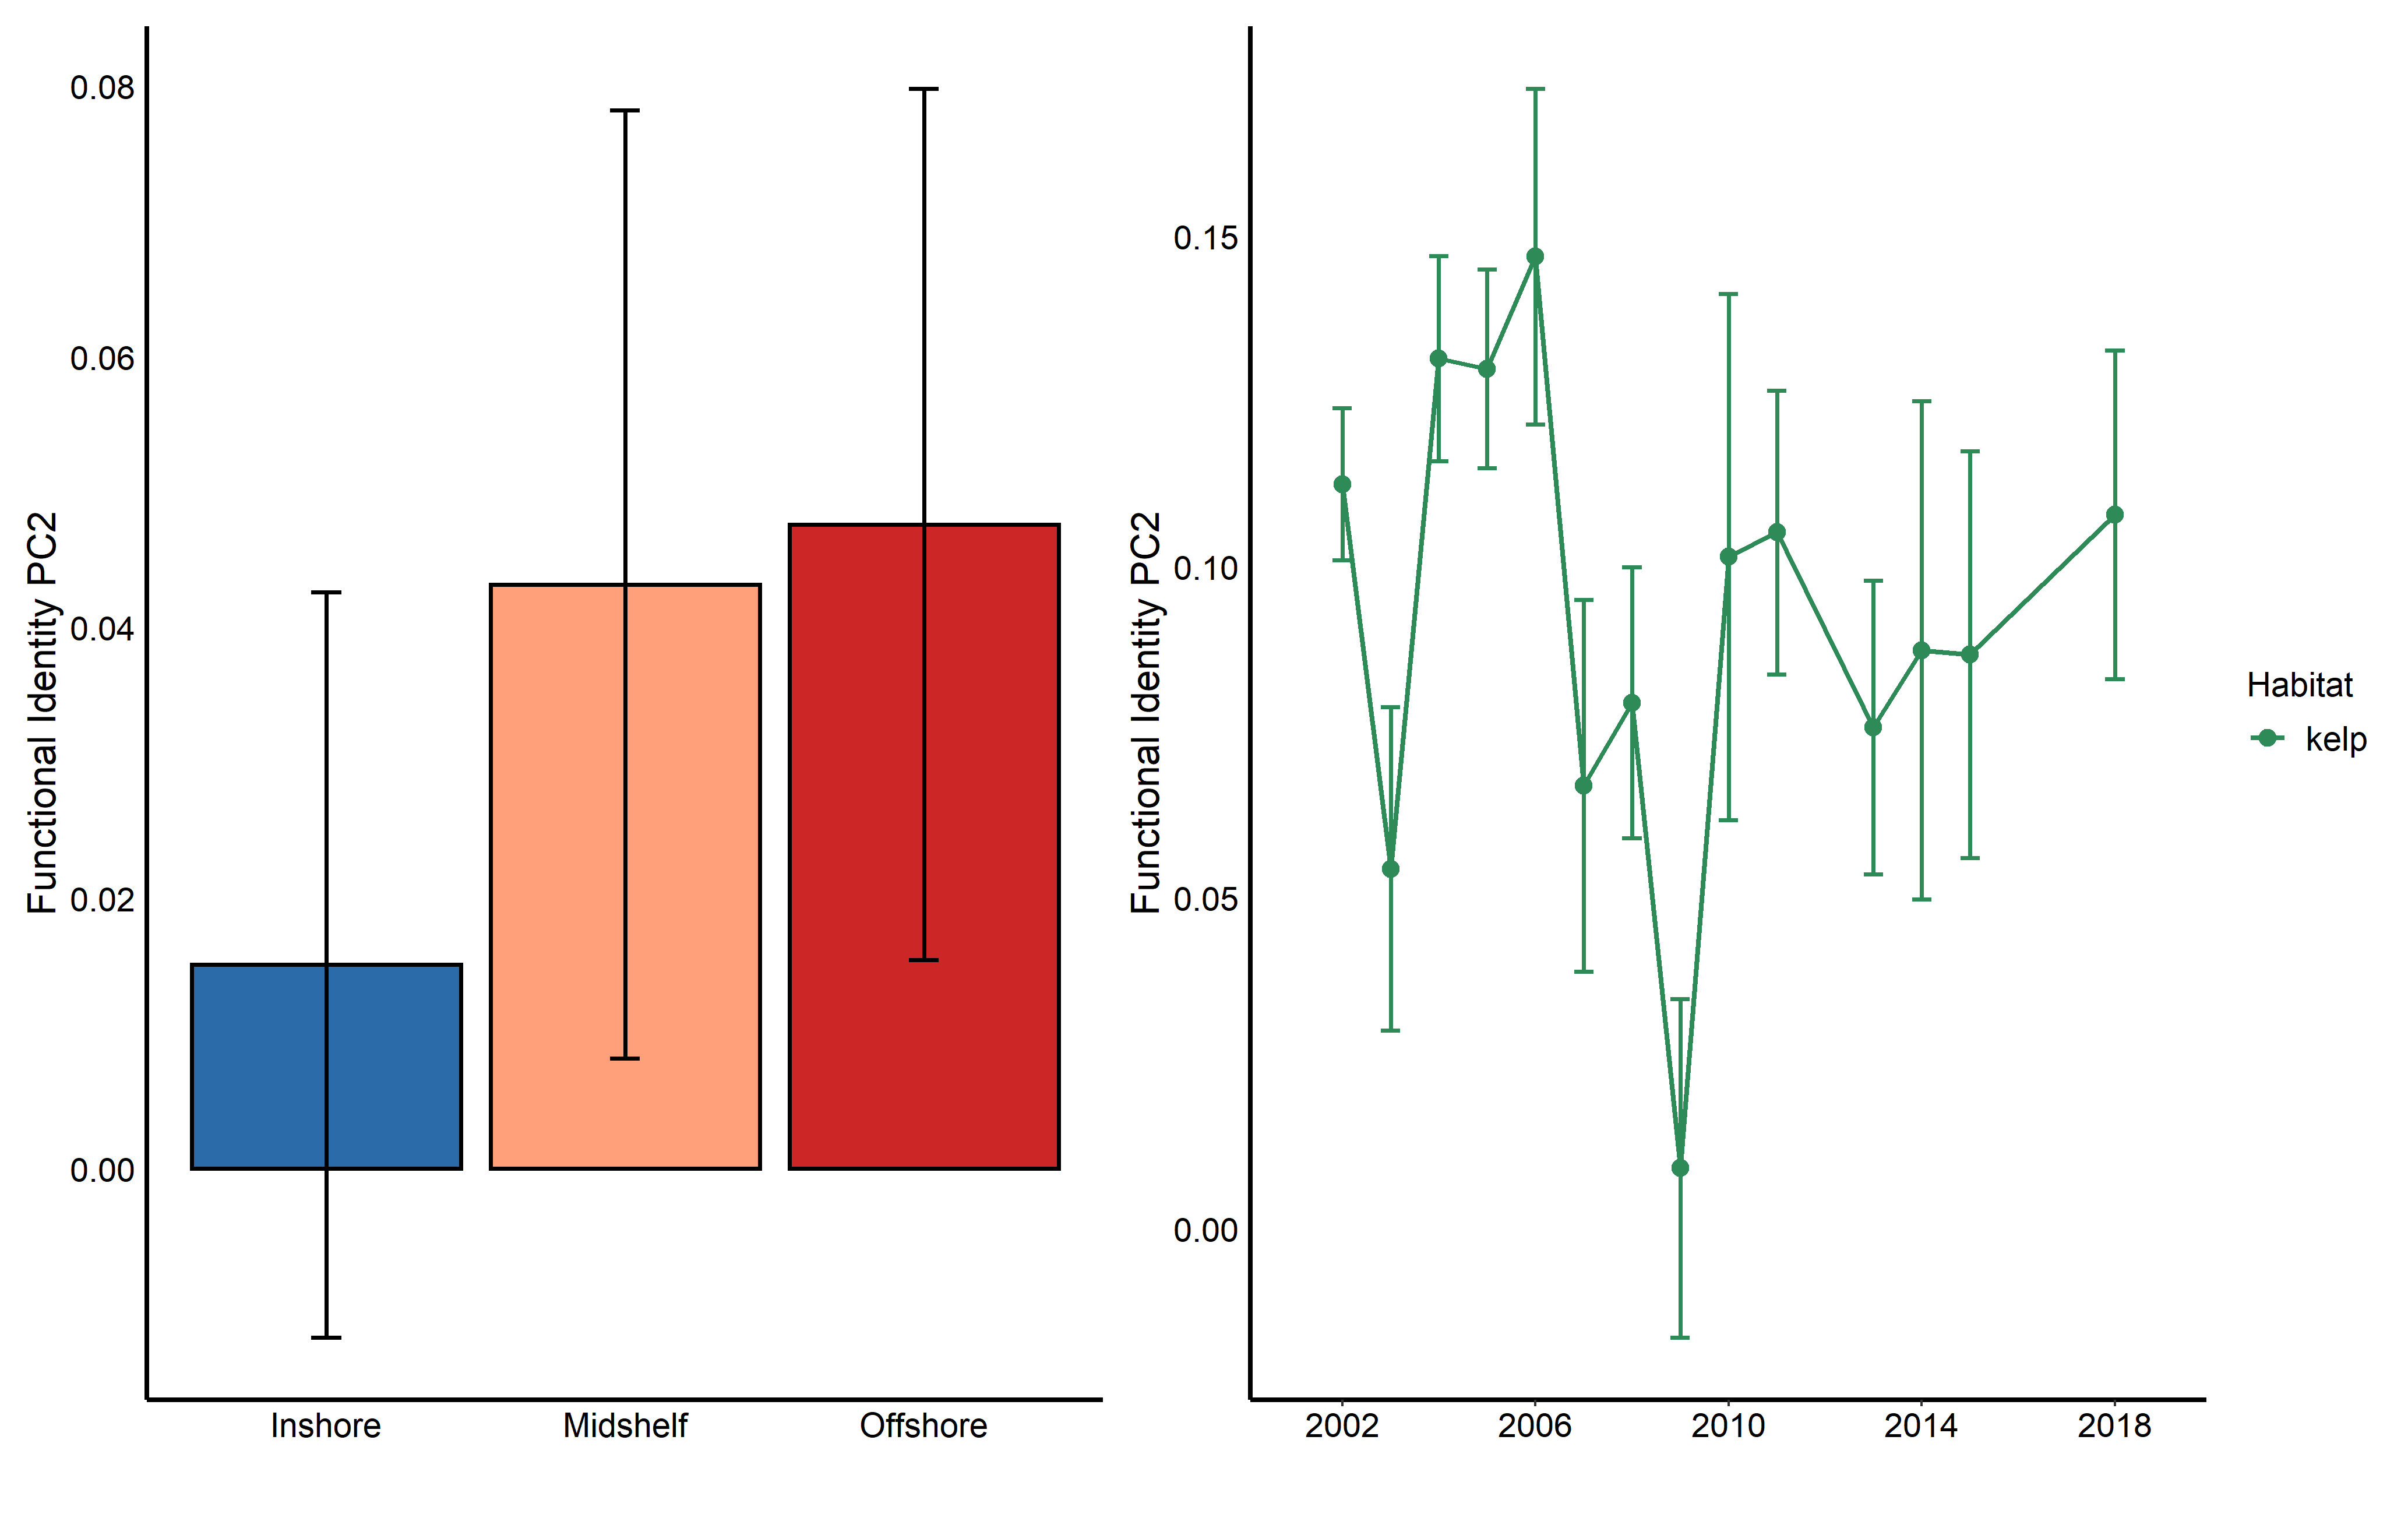 Functional Identity PC2
0.08
0.06
0.04
0.02
0.00
Inshore Midshelf Offshore
Functional Identity PC2
0.15
0.10
0.05
0.00
2002 2006 2010 2014 2018
Habitat
kelp